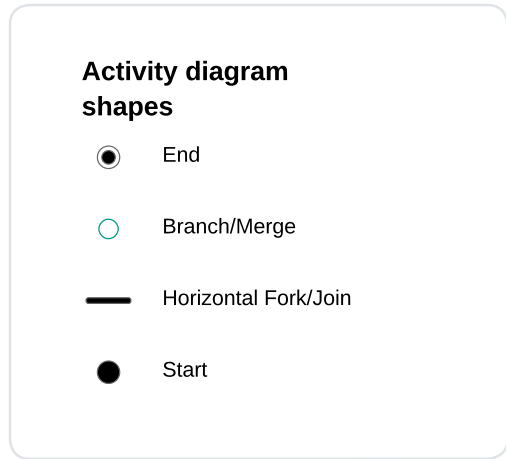 Activity diagram
shapes
End
Branch/Merge
Horizontal Fork/Join
Start